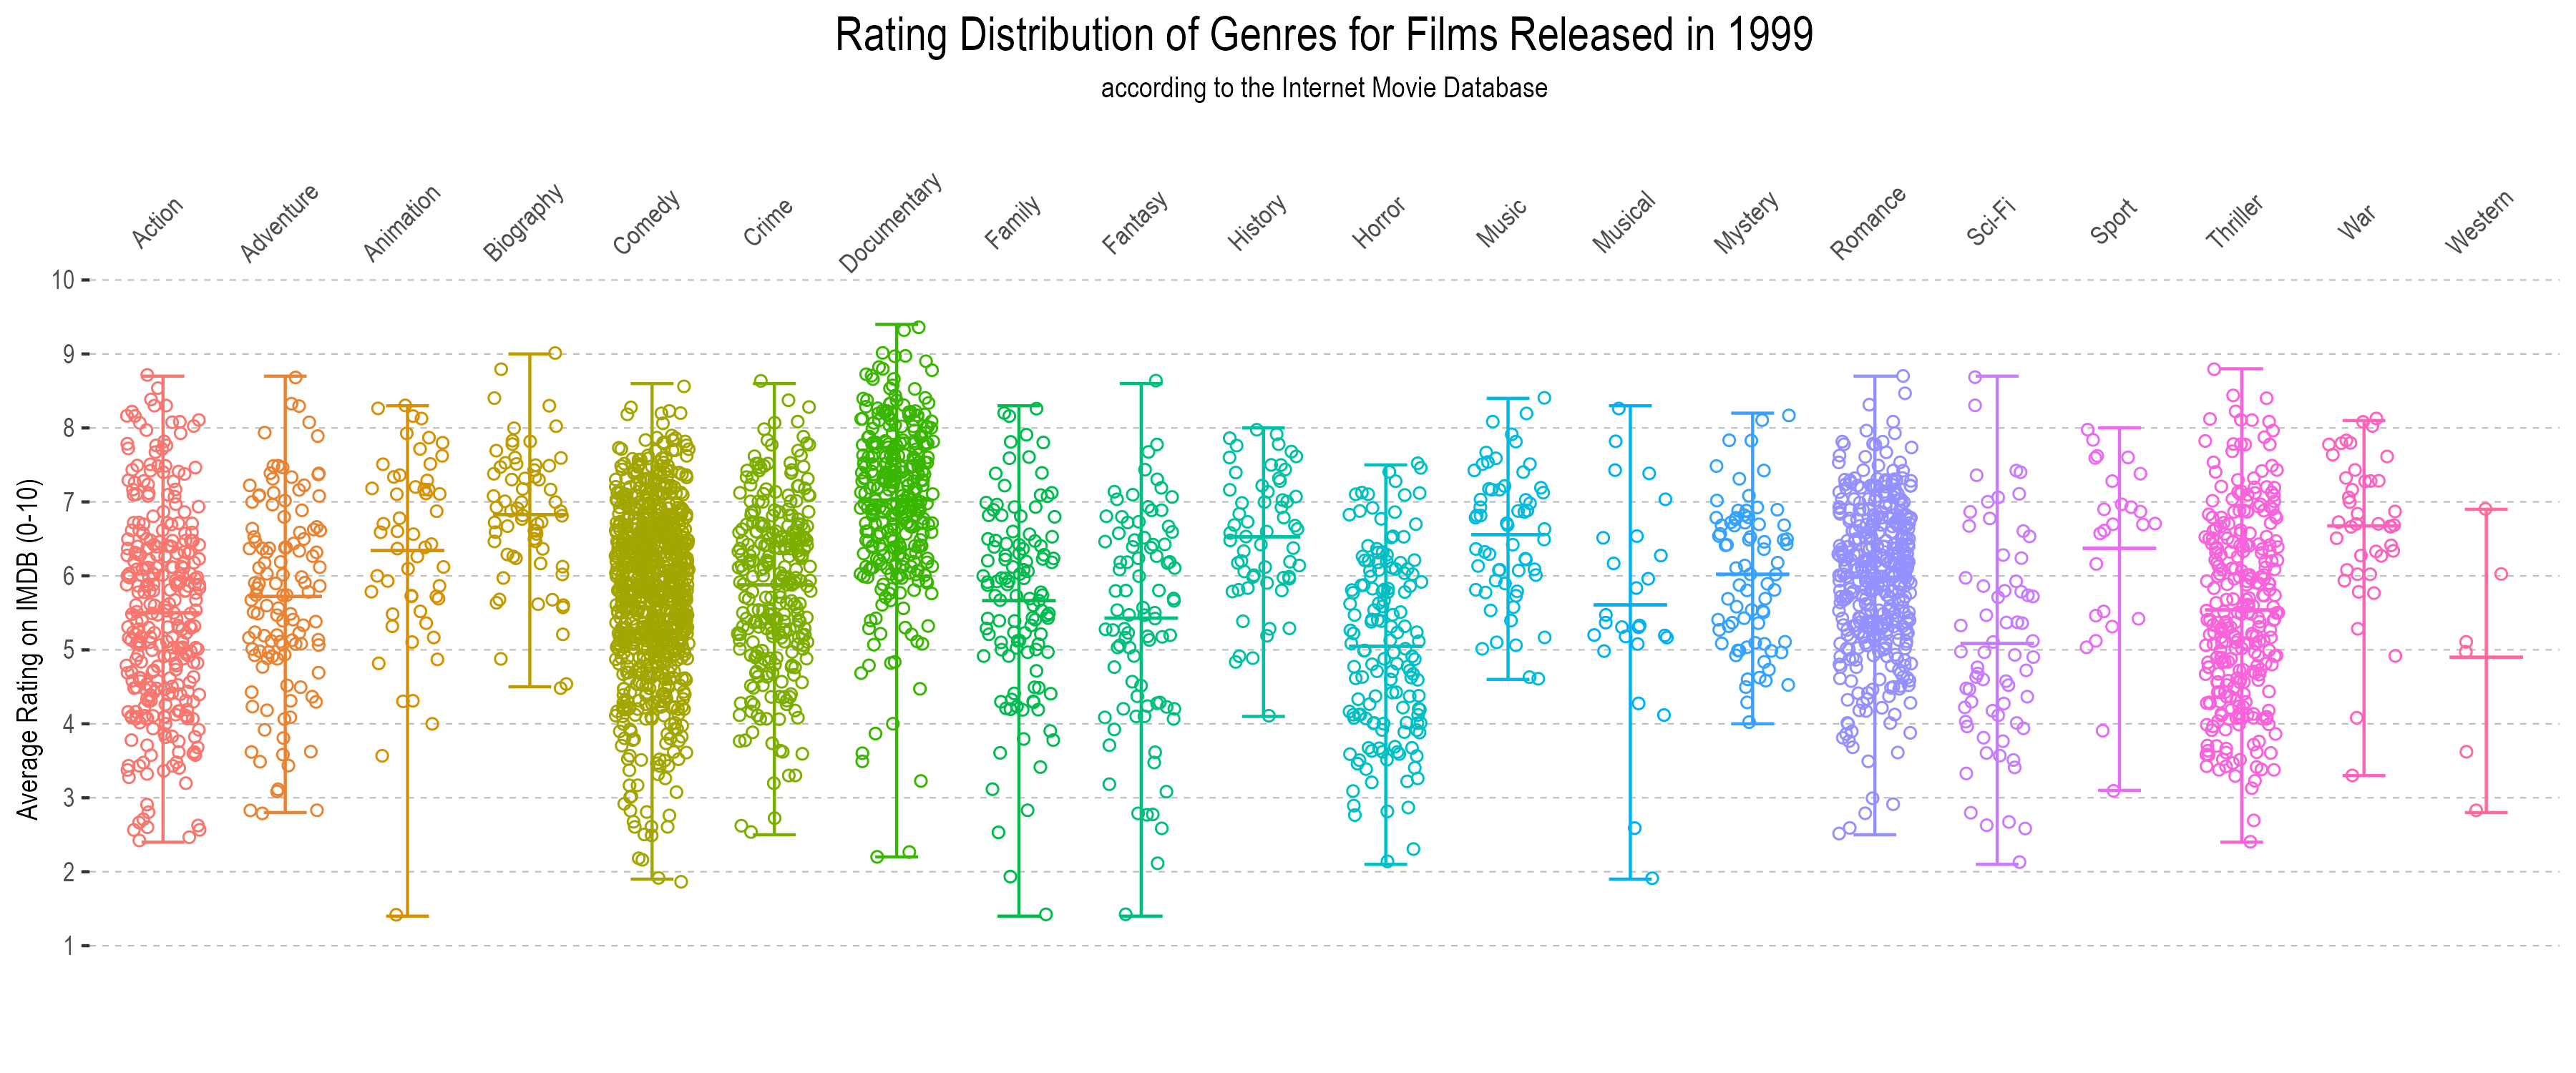 Rating Distribution of Genres for Films Released in 1999
according to the Internet Movie Database
Action
Adventure
Animation
Biography
Comedy
Crime
Documentary
Family
Fantasy
History
Horror
Music
Musical
Mystery
Romance
Sci-Fi
Sport
Thriller
War
Western
Average Rating on IMDB (0-10)
10
9
8
7
6
5
4
3
2
1